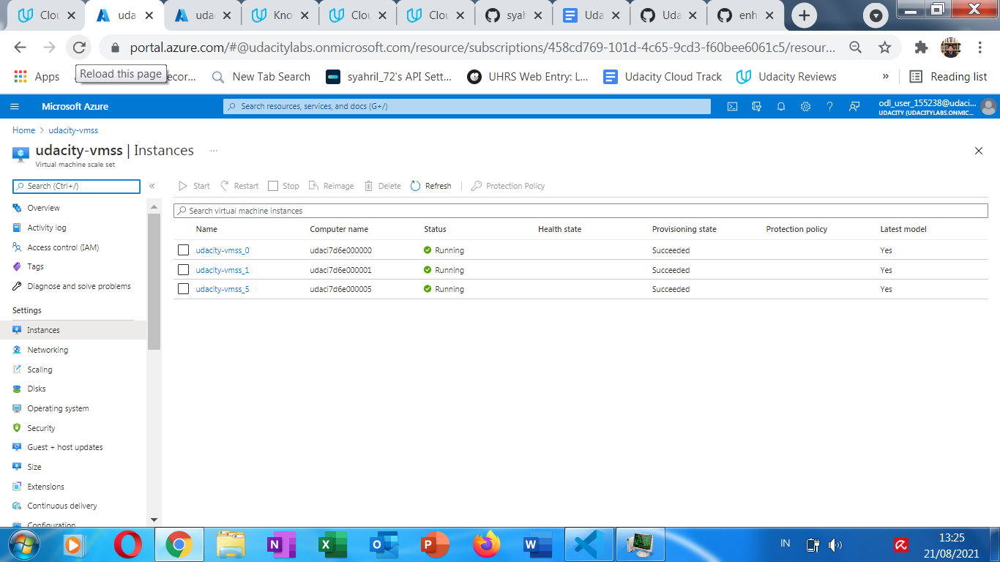 Clou
uda
uda
Kno
Clou
Clou
syah
Uda
Uda
enh
portal.azure.com/#@udacitylabs.onmicrosoft.com/resource/subscriptions/458cd769-101d-4c65-9cd3-f60bee6061c5/resour...
Apps
Reload this page
ecor...
New Tab Search
syahril_72's API Sett...
UHRS Web Entry: L...
Udacity Cloud Track
Udacity Reviews
»
Reading list
Microsoft Azure
Search resources, services, and docs (G+/)
odl_user_155238@udaci...
UDACITY (UDACITYLABS.ONMIC...
Home > udacity-vmss
udacity-vmss | Instances ...
Virtual machine scale set
Search (Ctrl+/)
«
Start Restart Stop Reimage Delete Refresh Protection Policy
Search virtual machine instances
Name Computer name Status Health state Provisioning state Protection policy Latest model
udacity-vmss_0 udaci7d6e000000 Running Succeeded Yes
udacity-vmss_1 udaci7d6e000001 Running Succeeded Yes
udacity-vmss_5 udaci7d6e000005 Running Succeeded Yes
Overview
Activity log
Access control (IAM)
Tags
Diagnose and solve problems
Settings
Instances
Networking
Scaling
Disks
Operating system
Security
Guest + host updates
Size
Extensions
Continuous delivery
Configuration
IN
13:25
21/08/2021